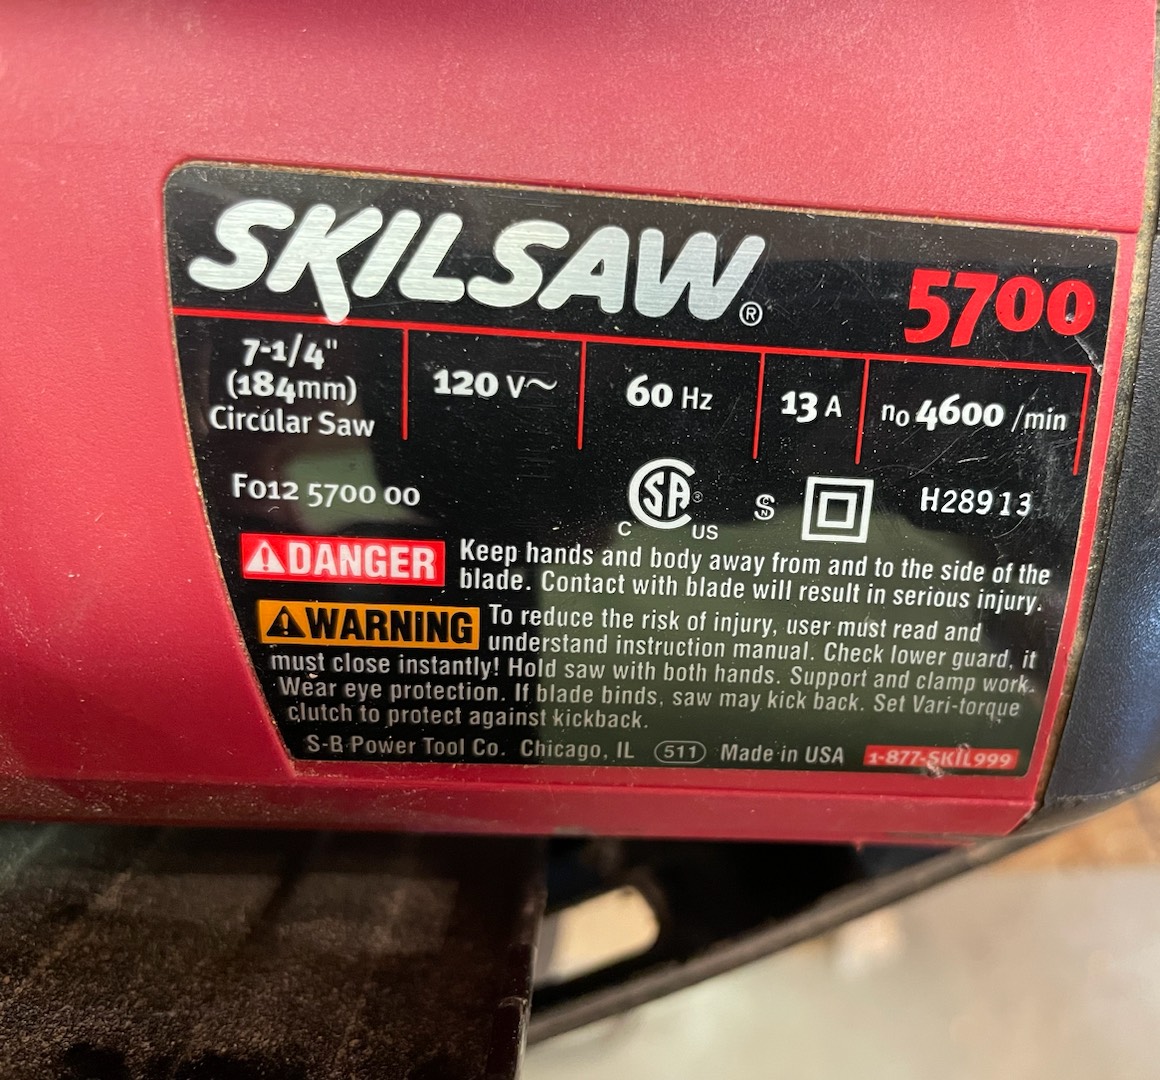 SKILSAW®
5700
7-1/4"
(184mm)
Circular Saw
120 V~
60 Hz
13 A
no 4600 /min
F012 5700 00
C SA ® US
S
H28913
DANGER Keep hands and body away from and to the side of the
blade. Contact with blade will result in serious injury.
WARNING To reduce the risk of injury, user must read and
understand instruction manual. Check lower guard, it
must close instantly! Hold saw with both hands. Support and clamp work.
Wear eye protection. If blade binds, saw may kick back. Set Vari-torque
clutch to protect against kickback.
S-B Power Tool Co. Chicago, IL 511 Made in USA 1-877-SKIL999